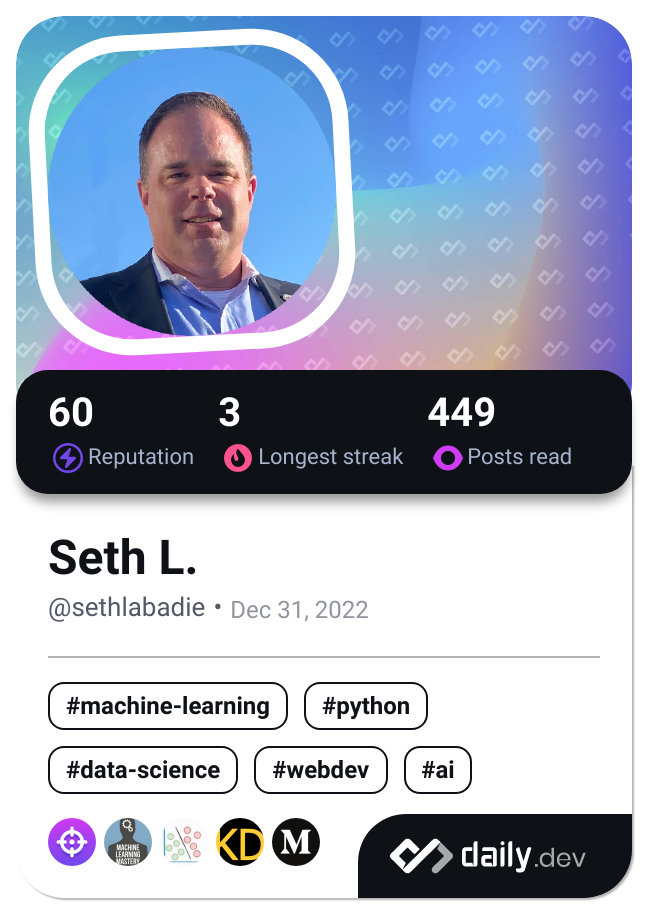 60 3 449
Reputation Longest streak Posts read
Seth L.
@sethlabadie • Dec 31, 2022
#machine-learning #python
#data-science #webdev #ai
MACHINE
LEARNING
MASTERY
KD
M
daily.dev